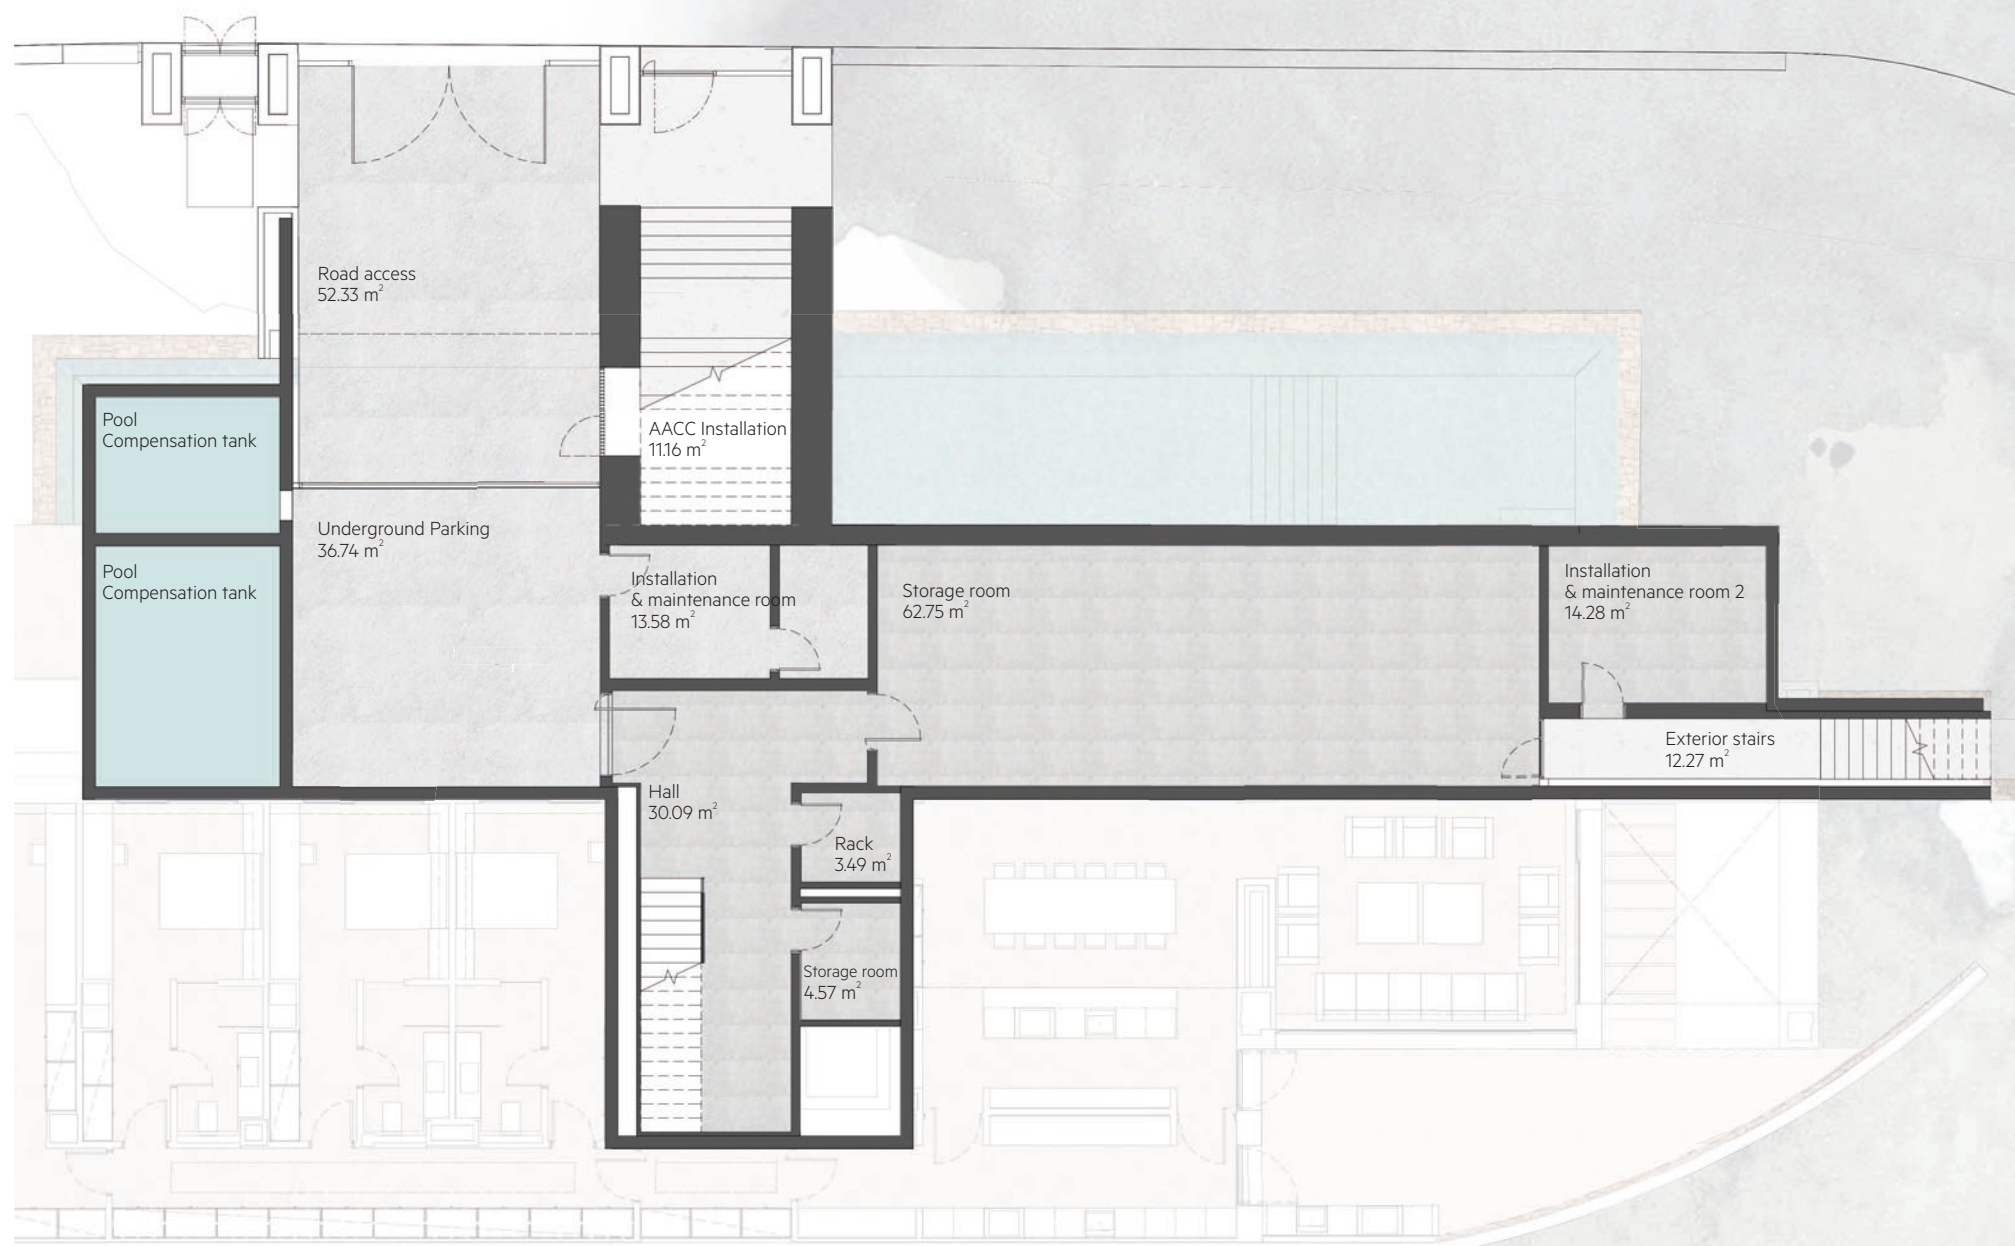 Road access
52.33 m²
Pool
Compensation tank
AACC Installation
11.16 m²
Underground Parking
36.74 m²
Pool
Compensation tank
Installation
& maintenance room
13.58 m²
Storage room
62.75 m²
Installation
& maintenance room 2
14.28 m²
Exterior stairs
12.27 m²
Hall
30.09 m²
Rack
3.49 m²
Storage room
4.57 m²